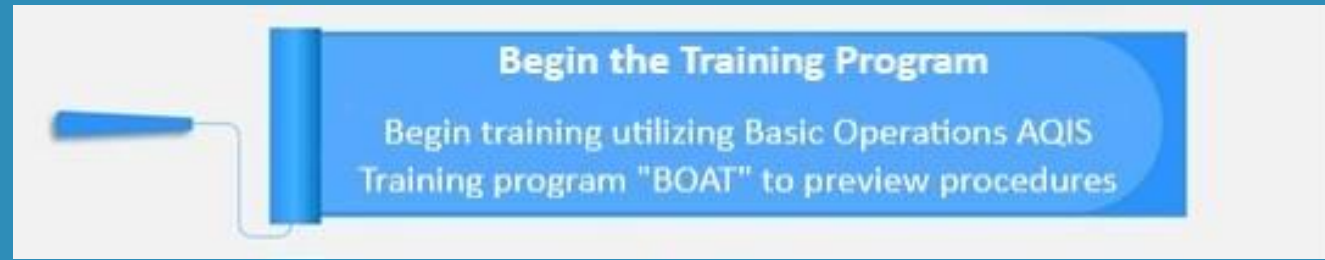 Begin the Training Program
Begin training utilizing Basic Operations AQIS
Training program "BOAT" to preview procedures